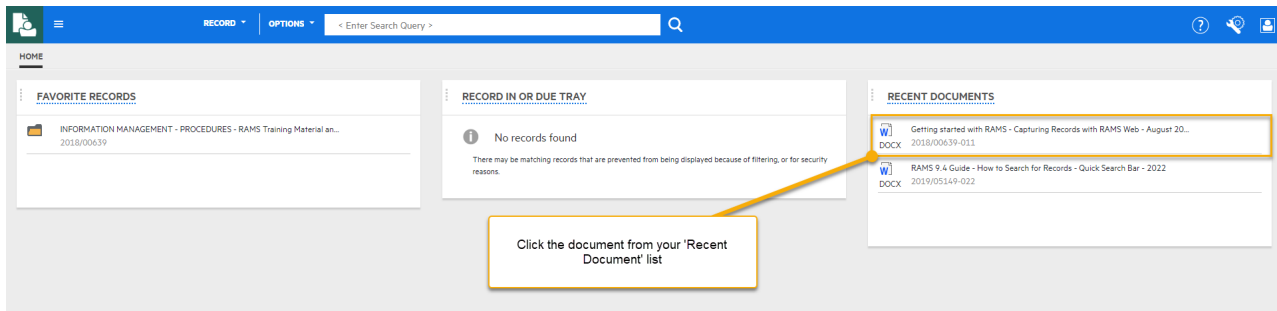 RECORD
OPTIONS
< Enter Search Query >
?
HOME
FAVORITE RECORDS
INFORMATION MANAGEMENT - PROCEDURES - RAMS Training Material an...
2018/00639
RECORD IN OR DUE TRAY
No records found
There may be matching records that are prevented from being displayed because of filtering, or for security
reasons.
RECENT DOCUMENTS
W
Getting started with RAMS - Capturing Records with RAMS Web - August 20...
DOCX 2018/00639-011
W
RAMS 9.4 Guide - How to Search for Records - Quick Search Bar - 2022
DOCX 2019/05149-022
Click the document from your 'Recent
Document' list